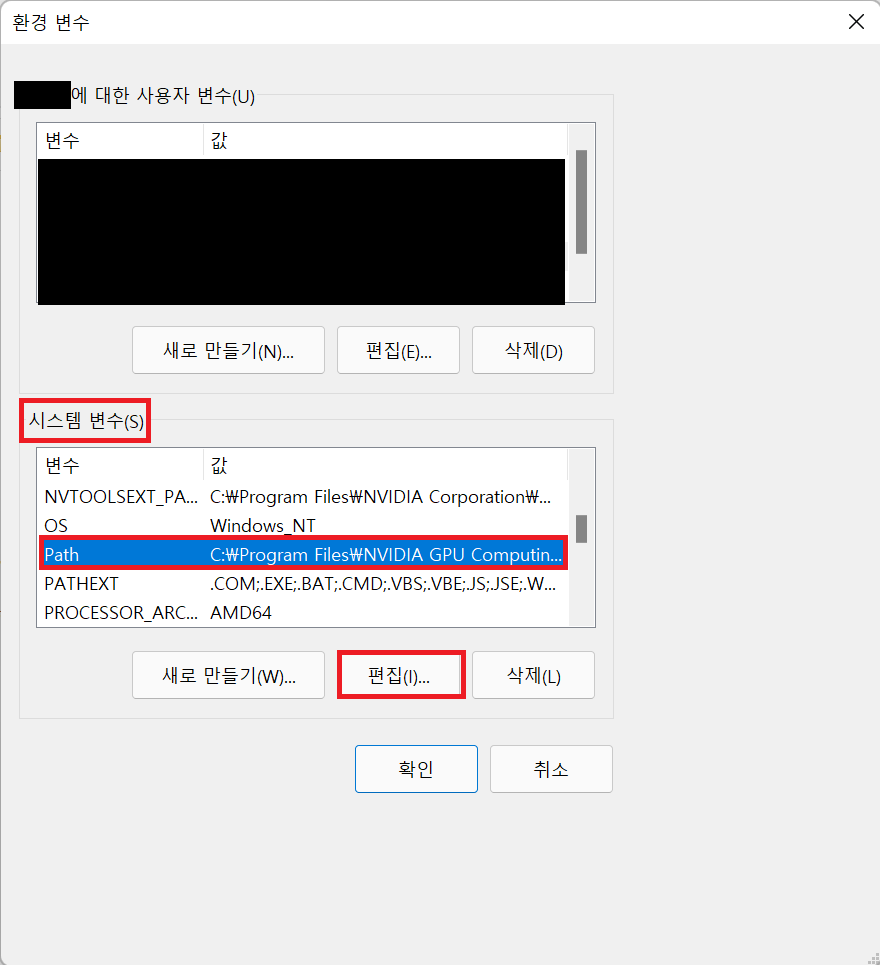 환경 변수
에 대한 사용자 변수(U)
변수 값
새로 만들기(N)... 편집(E)... 삭제(D)
시스템 변수(S)
변수 값
NVTOOLSEXT_PA... C:₩Program Files₩NVIDIA Corporation₩...
OS Windows_NT
Path C:₩Program Files₩NVIDIA GPU Computin...
PATHEXT .COM;.EXE;.BAT;.CMD;.VBS;.VBE;.JS;.JSE;.W...
PROCESSOR_ARC... AMD64
새로 만들기(W)... 편집(I)... 삭제(L)
확인 취소